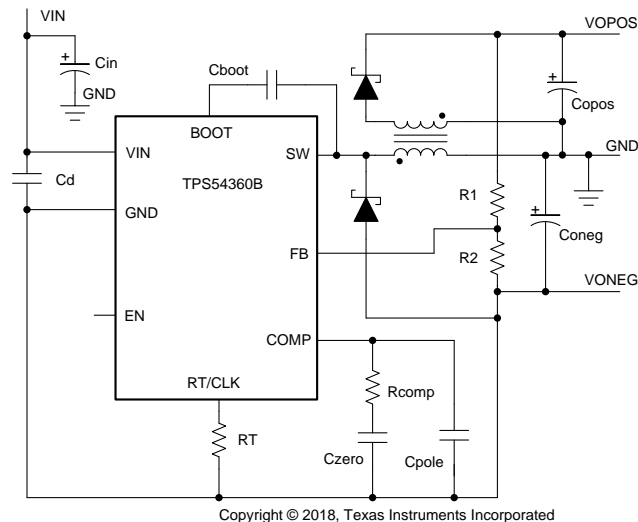 VIN
VOPOS
Cin
GND
Cboot
Copos
BOOT
GND
VIN
SW
Cd
TPS54360B
R1
GND
Coneg
FB
R2
VONEG
EN
COMP
RT/CLK
Rcomp
RT
Czero
Cpole
Copyright © 2018, Texas Instruments Incorporated